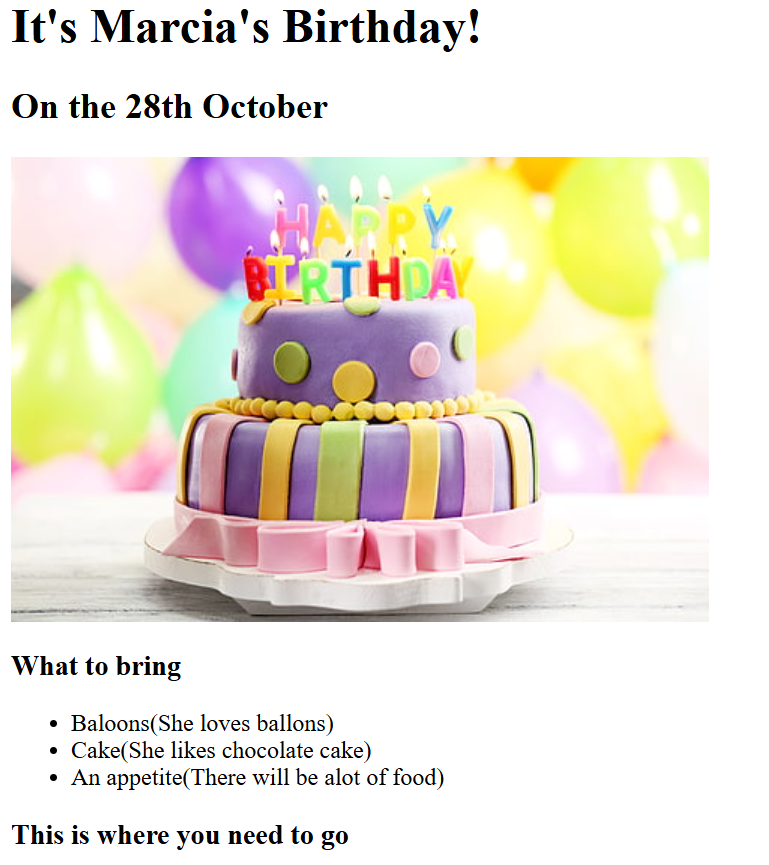 It's Marcia's Birthday!
On the 28th October
HAPPY
BIRTHDAY
What to bring
• Baloons(She loves ballons)
• Cake(She likes chocolate cake)
• An appetite(There will be alot of food)
This is where you need to go